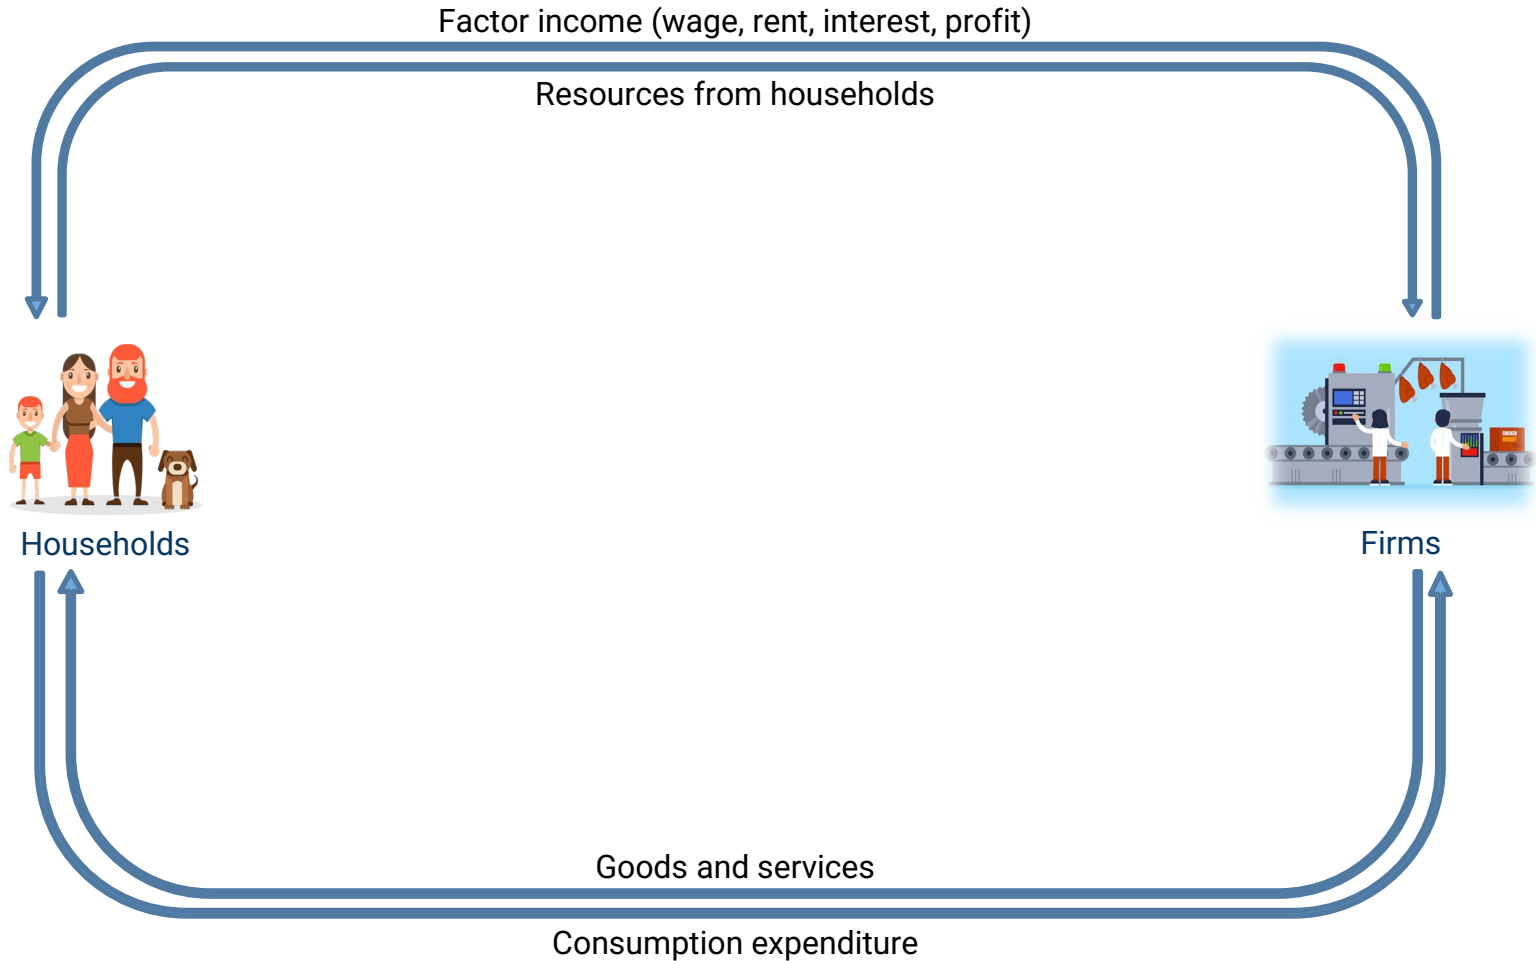 Factor income (wage, rent, interest, profit)
Resources from households
Households
Firms
Goods and services
Consumption expenditure